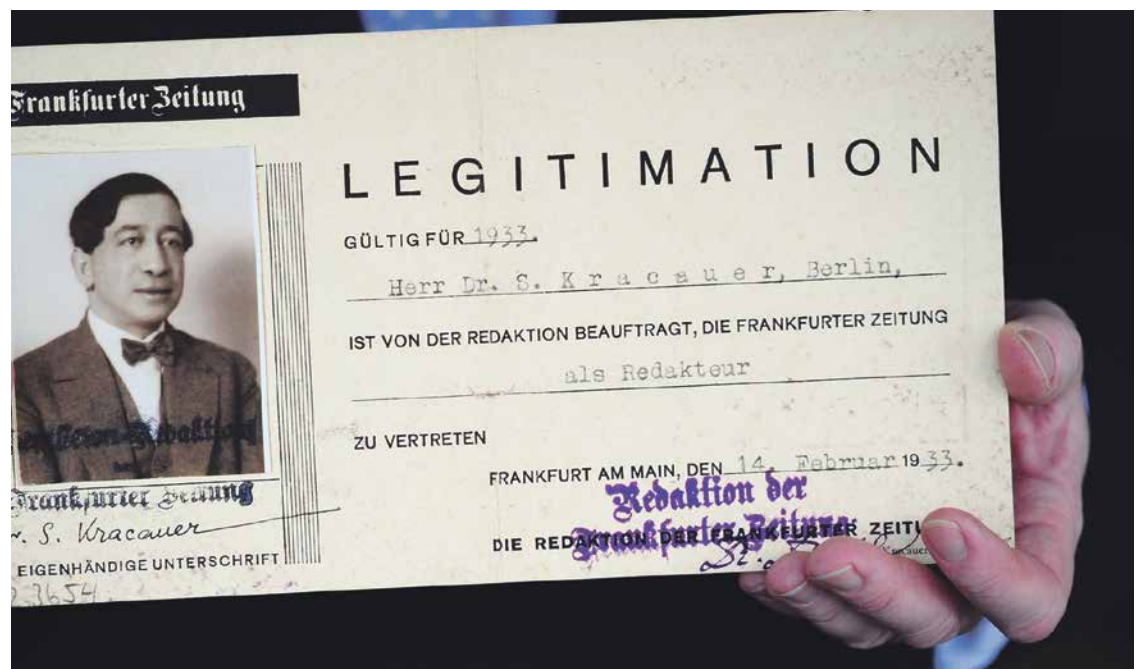 Frankfurter Zeitung
LEGITIMATION
GÜLTIG FÜR 1933.
Herr Dr. S. Kracauer, Berlin,
IST VON DER REDAKTION BEAUFTRAGT, DIE FRANKFURTER ZEITUNG
als Redakteur
ZU VERTRETEN
FRANKFURT AM MAIN, DEN 14. Februar 1933.
Redaktion der
Frankfurter Zeitung
DIE REDAKTION DER FRANKFURTER ZEITU
Frankfurter Zeitung
r. S. Kracauer
EIGENHÄNDIGE UNTERSCHRIFT
3654.